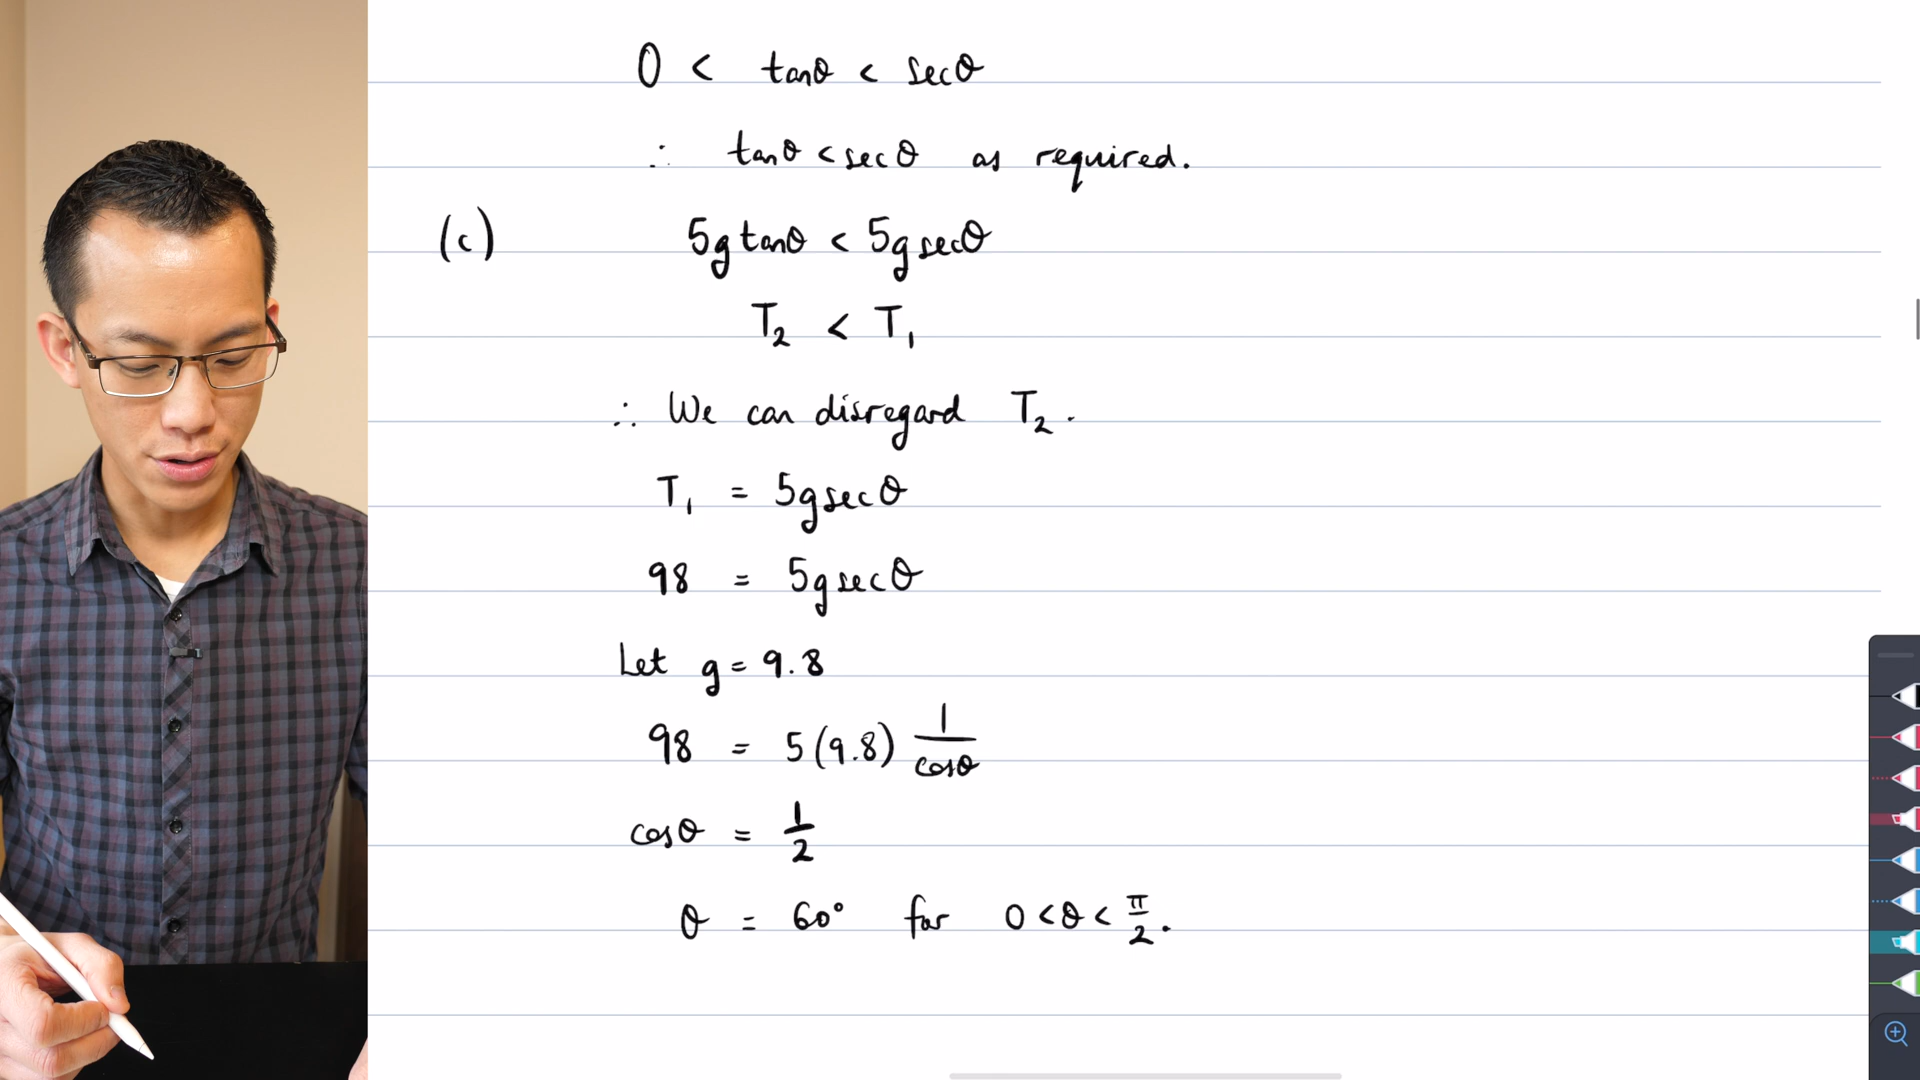 0 < tanθ < secθ
∴ tanθ < secθ as required.
(c) 5g tanθ < 5g secθ
T₂ < T₁
∴ We can disregard T₂.
T₁ = 5g secθ
98 = 5g secθ
Let g = 9.8
98 = 5(9.8) 1/cosθ
cosθ = 1/2
θ = 60° for 0 < θ < π/2.